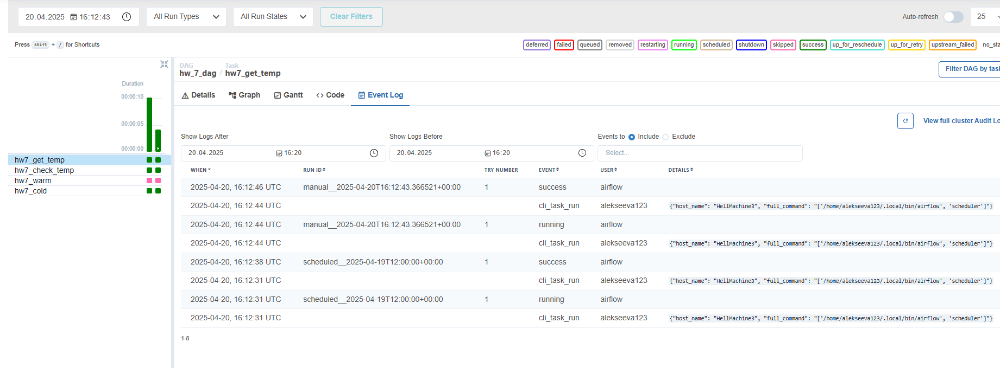 20.04.2025 16:12:43 All Run Types All Run States Clear Filters Auto-refresh 25
Press shift + / for Shortcuts deferred failed queued removed restarting running scheduled shutdown skipped success up_for_reschedule up_for_retry upstream_failed no_sta
DAG Task
hw_7_dag / hw7_get_temp Filter DAG by task
Duration
00:00:10
00:00:05
00:00:00
hw7_get_temp
hw7_check_temp
hw7_warm
hw7_cold
Details Graph Gantt Code Event Log
View full cluster Audit Lo
Show Logs After Show Logs Before Events to Include Exclude
20.04.2025 16:20 20.04.2025 16:20 Select...
WHEN RUN ID TRY NUMBER EVENT USER DETAILS
2025-04-20, 16:12:46 UTC manual__2025-04-20T16:12:43.366521+00:00 1 success airflow
2025-04-20, 16:12:44 UTC cli_task_run alekseeva123 {"host_name": "HellMachine3", "full_command": "['/home/alekseeva123/.local/bin/airflow', 'scheduler']"}
2025-04-20, 16:12:44 UTC manual__2025-04-20T16:12:43.366521+00:00 1 running airflow
2025-04-20, 16:12:44 UTC cli_task_run alekseeva123 {"host_name": "HellMachine3", "full_command": "['/home/alekseeva123/.local/bin/airflow', 'scheduler']"}
2025-04-20, 16:12:38 UTC scheduled__2025-04-19T12:00:00+00:00 1 success airflow
2025-04-20, 16:12:31 UTC cli_task_run alekseeva123 {"host_name": "HellMachine3", "full_command": "['/home/alekseeva123/.local/bin/airflow', 'scheduler']"}
2025-04-20, 16:12:31 UTC scheduled__2025-04-19T12:00:00+00:00 1 running airflow
2025-04-20, 16:12:31 UTC cli_task_run alekseeva123 {"host_name": "HellMachine3", "full_command": "['/home/alekseeva123/.local/bin/airflow', 'scheduler']"}
1-8